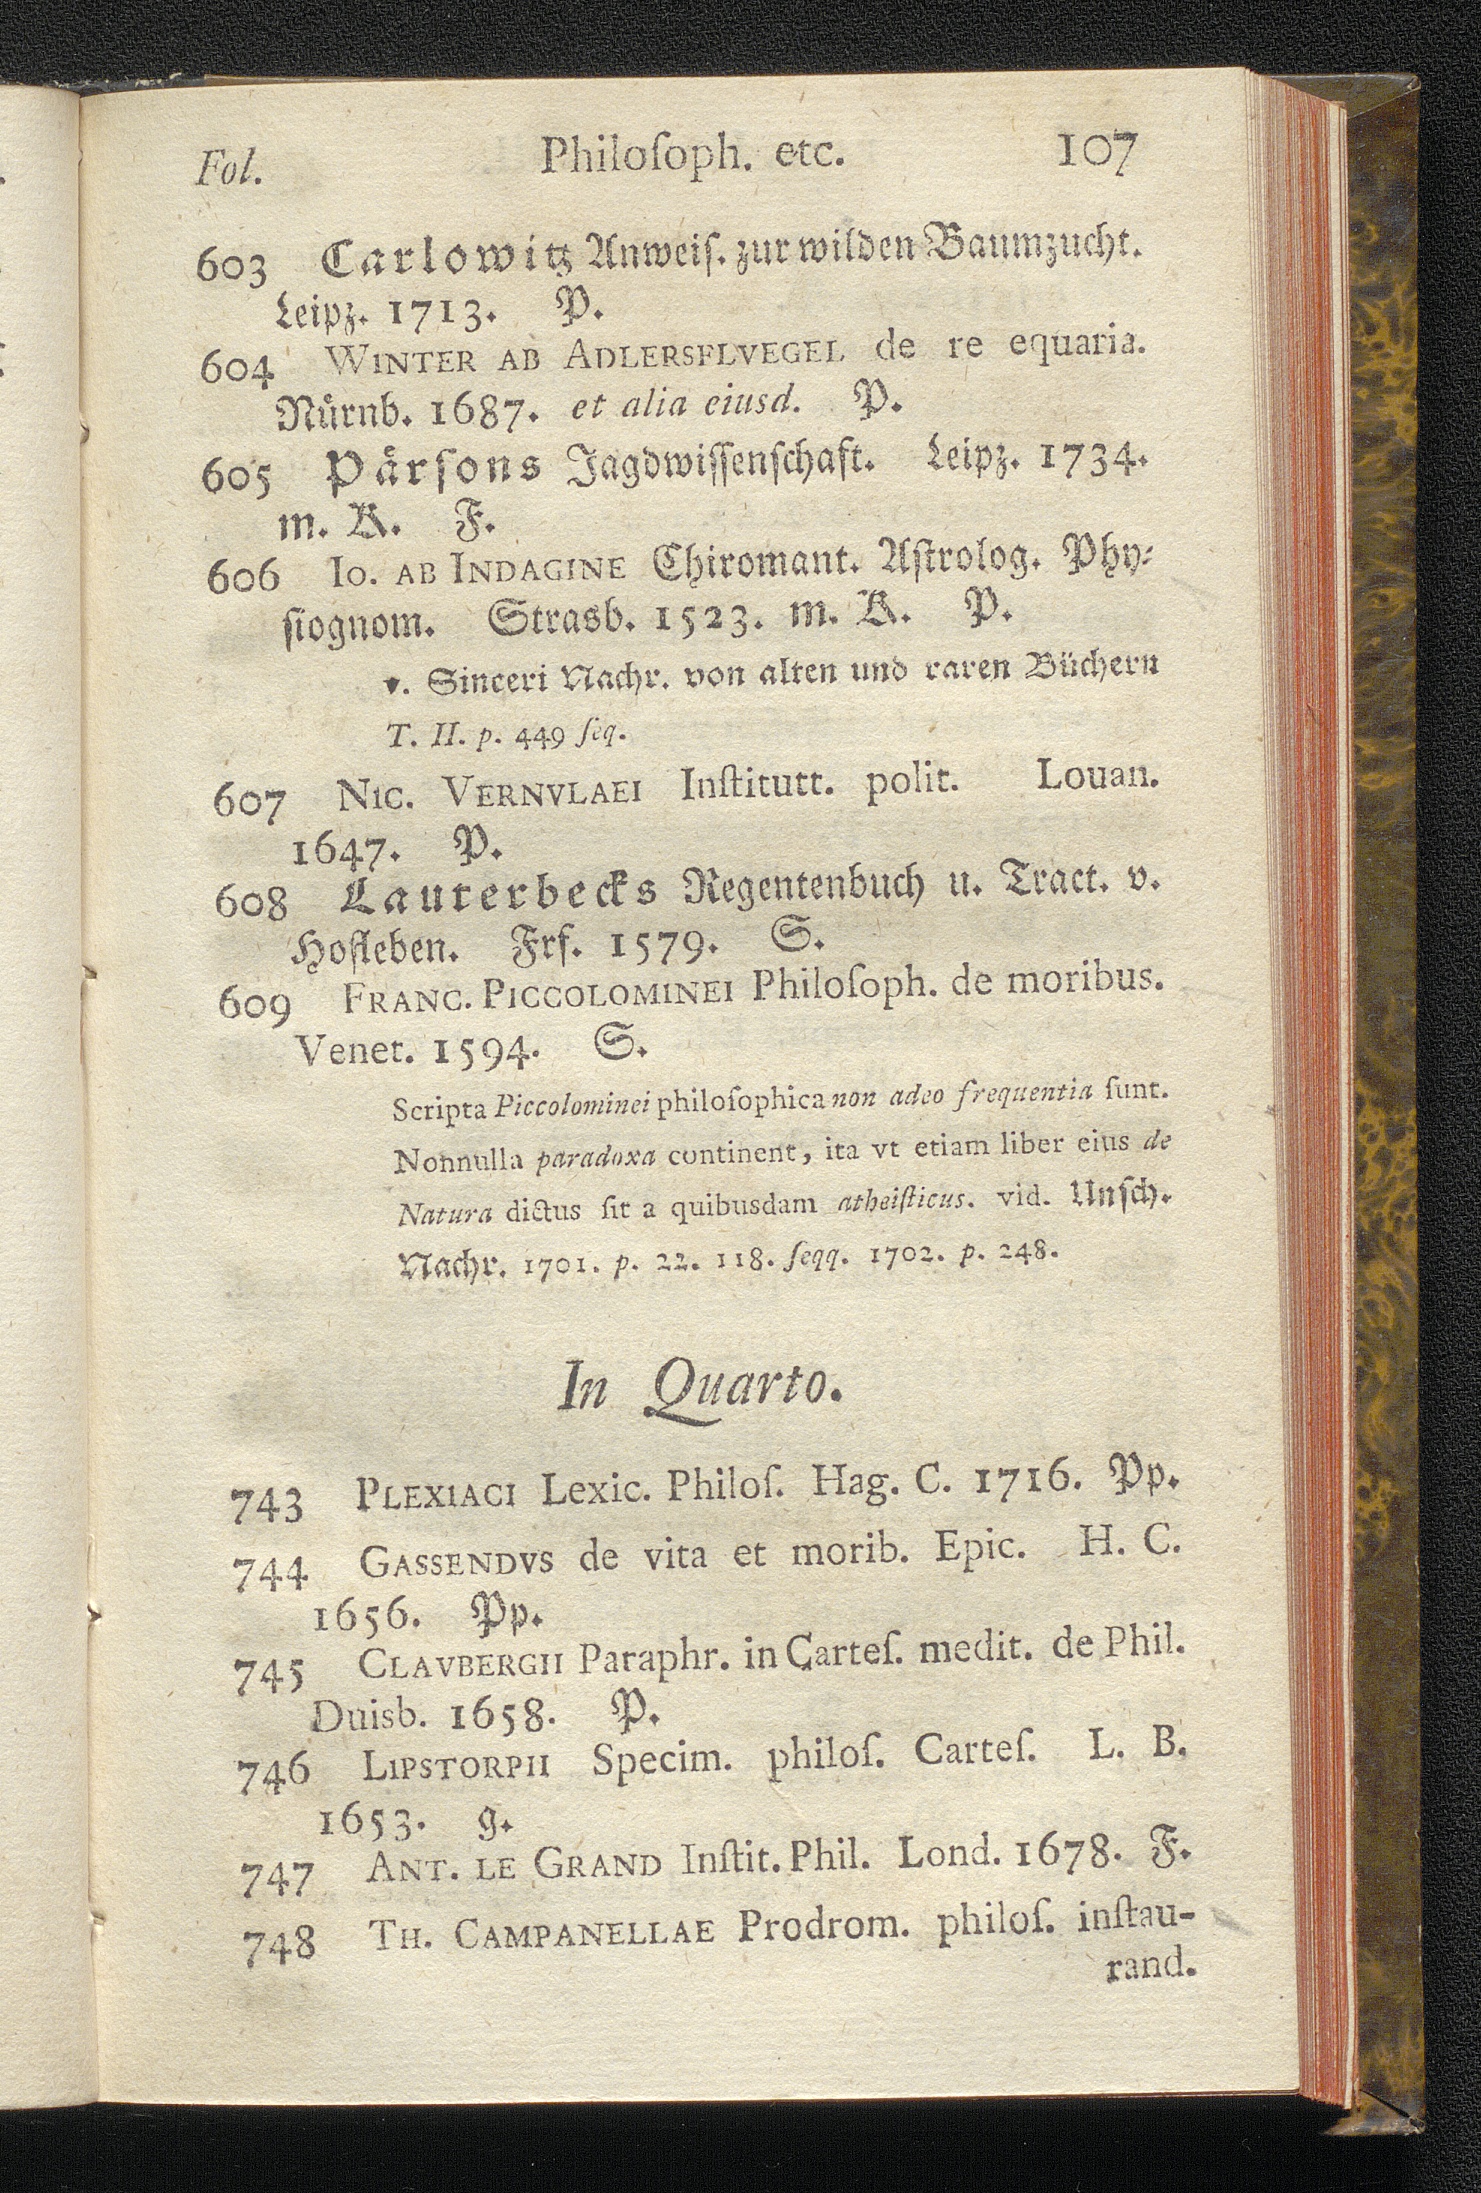 Fol. Philoſoph. etc. 107
603 Carlowitz Anweiſ. zur wilden Baumzucht.
Leipz. 1713. P.
604 WINTER AB ADLERSFLVEGEL de re equaria.
Nürnb. 1687. et alia eiusd. P.
605 Pärſons Jagdwiſſenſchaft. Leipz. 1734.
m. K. F.
606 IO. AB INDAGINE Chiromant. Aſtrolog. Phy-
ſiognom. Strasb. 1523. m. K. P.
v. Sinceri Nachr. von alten und raren Büchern
T. II. p. 449 ſeq.
607 NIC. VERNVLAEI Inſtitutt. polit. Louan.
1647. P.
608 Lauterbecks Regentenbuch u. Tract. v.
Hofleben. Frf. 1579. S.
609 FRANC. PICCOLOMINEI Philoſoph. de moribus.
Venet. 1594. S.
Scripta Piccolominei philoſophica non adeo frequentia ſunt.
Nonnulla paradoxa continent, ita vt etiam liber eius de
Natura dictus ſit a quibusdam atheiſticus. vid. Unſch.
Nachr. 1701. p. 22. 118. ſeqq. 1702. p. 248.
In Quarto.
743 PLEXIACI Lexic. Philoſ. Hag. C. 1716. Pp.
744 GASSENDVS de vita et morib. Epic. H. C.
1656. Pp.
745 CLAVBERGII Paraphr. in Carteſ. medit. de Phil.
Duisb. 1658. P.
746 LIPSTORPII Specim. philoſ. Carteſ. L. B.
1653. g.
747 ANT. LE GRAND Inſtit. Phil. Lond. 1678. F.
748 TH. CAMPANELLAE Prodrom. philoſ. inſtau-
rand.